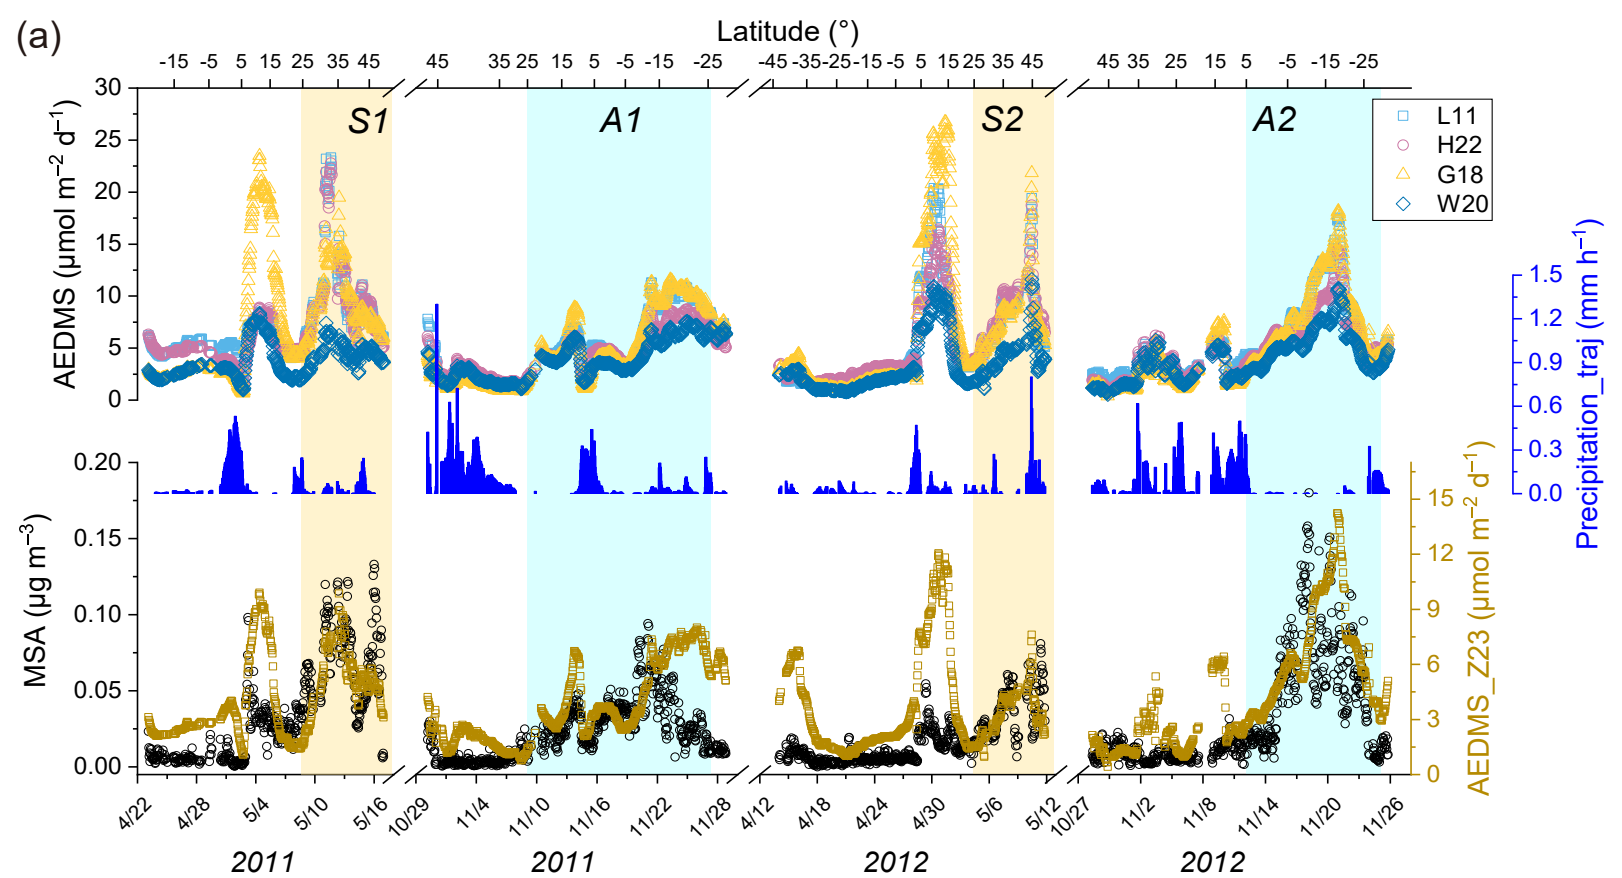 (a)
Latitude (°)
-15 -5 5 15 25 35 45 45 35 25 15 5 -5 -15 -25 -45 -35 -25 -15 -5 5 15 25 35 45 45 35 25 15 5 -5 -15 -25
S1 A1 S2 A2
L11
H22
G18
W20
AEDMS (μmol m⁻² d⁻¹)
30
25
20
15
10
5
0
Precipitation_traj (mm h⁻¹)
1.5
1.2
0.9
0.6
0.3
0.0
MSA (μg m⁻³)
0.20
0.15
0.10
0.05
0.00
AEDMS_Z23 (μmol m⁻² d⁻¹)
15
12
9
6
3
0
4/22 4/28 5/4 5/10 5/16 10/29 11/4 11/10 11/16 11/22 11/28 4/12 4/18 4/24 4/30 5/6 5/12 10/27 11/2 11/8 11/14 11/20 11/26
2011 2011 2012 2012